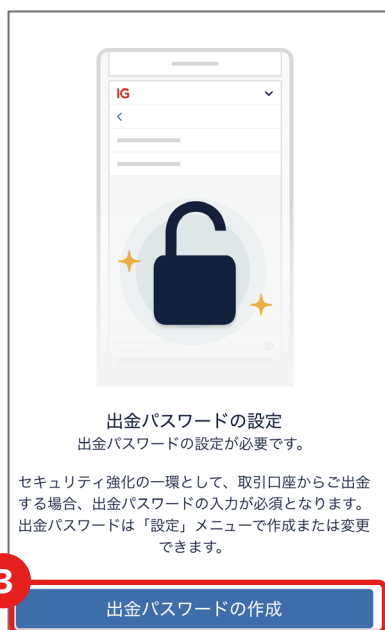 IG
出金パスワードの設定
出金パスワードの設定が必要です。
セキュリティ強化の一環として、取引口座からご出金
する場合、出金パスワードの入力が必須となります。
出金パスワードは「設定」メニューで作成または変更
できます。
3
出金パスワードの作成